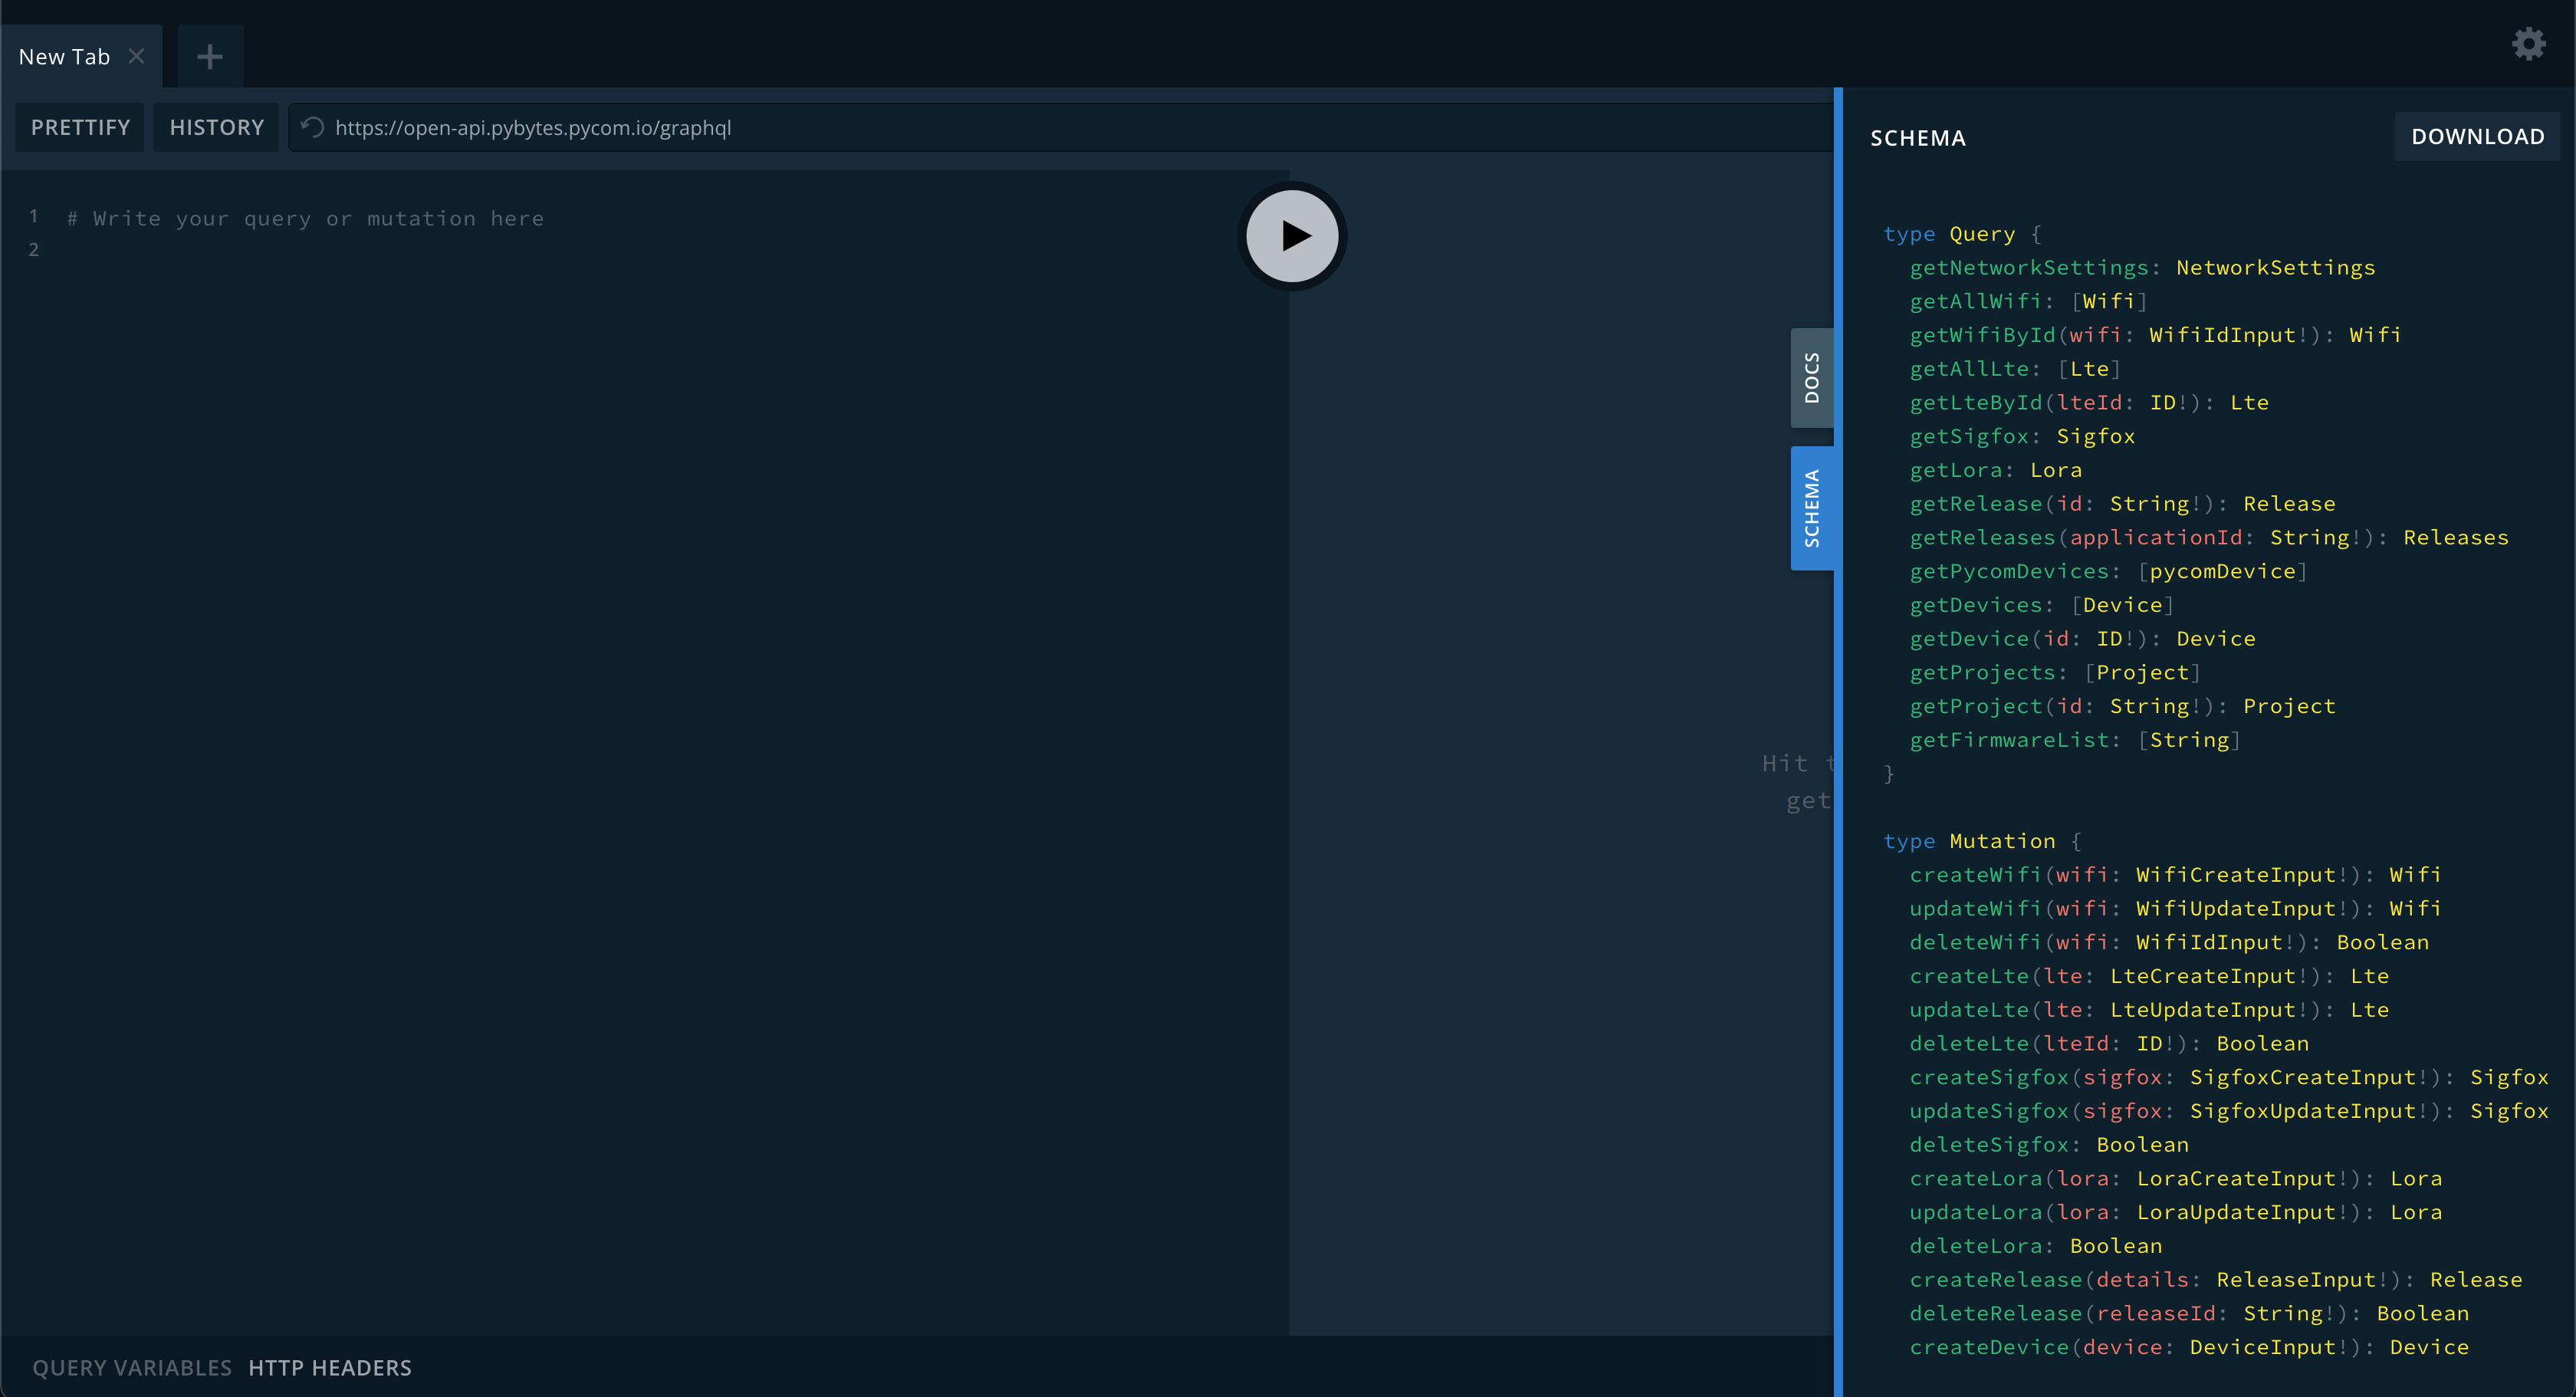 New Tab
PRETTIFY
HISTORY
https://open-api.pybytes.pycom.io/graphql
1 # Write your query or mutation here
2
Hit t
get
DOCS
SCHEMA
SCHEMA
DOWNLOAD
type Query {
getNetworkSettings: NetworkSettings
getAllWifi: [Wifi]
getWifiById(wifi: WifiIdInput!): Wifi
getAllLte: [Lte]
getLteById(lteId: ID!): Lte
getSigfox: Sigfox
getLora: Lora
getRelease(id: String!): Release
getReleases(applicationId: String!): Releases
getPycomDevices: [pycomDevice]
getDevices: [Device]
getDevice(id: ID!): Device
getProjects: [Project]
getProject(id: String!): Project
getFirmwareList: [String]
}
type Mutation {
createWifi(wifi: WifiCreateInput!): Wifi
updateWifi(wifi: WifiUpdateInput!): Wifi
deleteWifi(wifi: WifiIdInput!): Boolean
createLte(lte: LteCreateInput!): Lte
updateLte(lte: LteUpdateInput!): Lte
deleteLte(lteId: ID!): Boolean
createSigfox(sigfox: SigfoxCreateInput!): Sigfox
updateSigfox(sigfox: SigfoxUpdateInput!): Sigfox
deleteSigfox: Boolean
createLora(lora: LoraCreateInput!): Lora
updateLora(lora: LoraUpdateInput!): Lora
deleteLora: Boolean
createRelease(details: ReleaseInput!): Release
deleteRelease(releaseId: String!): Boolean
createDevice(device: DeviceInput!): Device
QUERY VARIABLES HTTP HEADERS